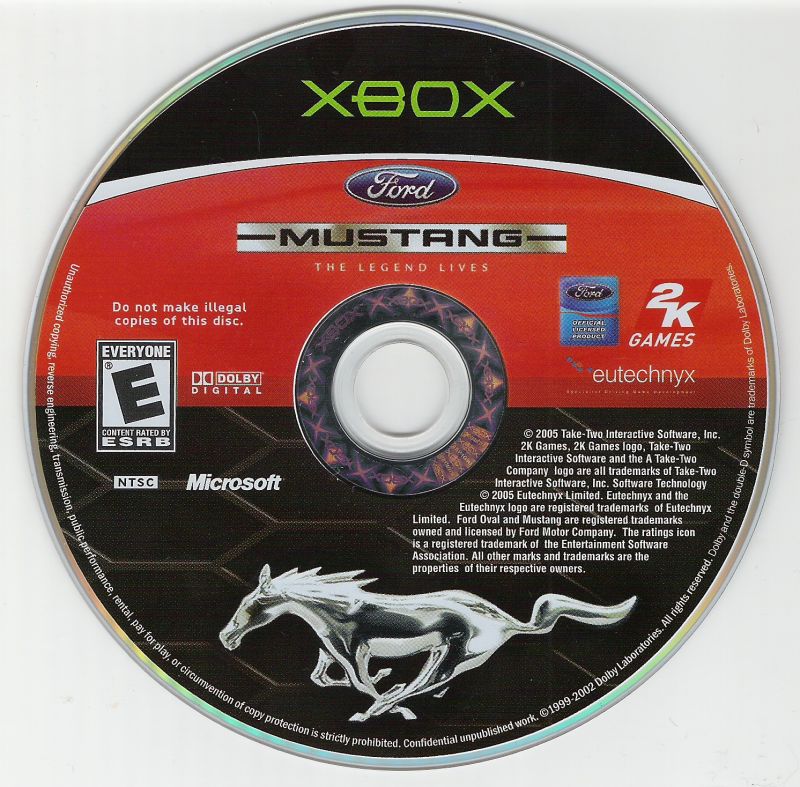 XBOX
Ford
MUSTANG
THE LEGEND LIVES
Do not make illegal
copies of this disc.
EVERYONE
E
®
CONTENT RATED BY
ESRB
DOLBY
DIGITAL
XBOX
Ford
OFFICIAL
LICENSED
PRODUCT
2K
GAMES
eutechnyx
Specialist Driving Game Development
NTSC
Microsoft
© 2005 Take-Two Interactive Software, Inc.
2K Games, 2K Games logo, Take-Two
Interactive Software and the A Take-Two
Company logo are all trademarks of Take-Two
Interactive Software, Inc. Software Technology
© 2005 Eutechnyx Limited. Eutechnyx and the
Eutechnyx logo are registered trademarks of Eutechnyx
Limited. Ford Oval and Mustang are registered trademarks
owned and licensed by Ford Motor Company. The ratings icon
is a registered trademark of the Entertainment Software
Association. All other marks and trademarks are the
properties of their respective owners.
Unauthorized copying, reverse engineering, transmission, public performance, rental, pay for play, or circumvention of copy protection is strictly prohibited. Confidential unpublished work. ©1999-2002 Dolby Laboratories. All rights reserved. Dolby and the double-D symbol are trademarks of Dolby Laboratories.